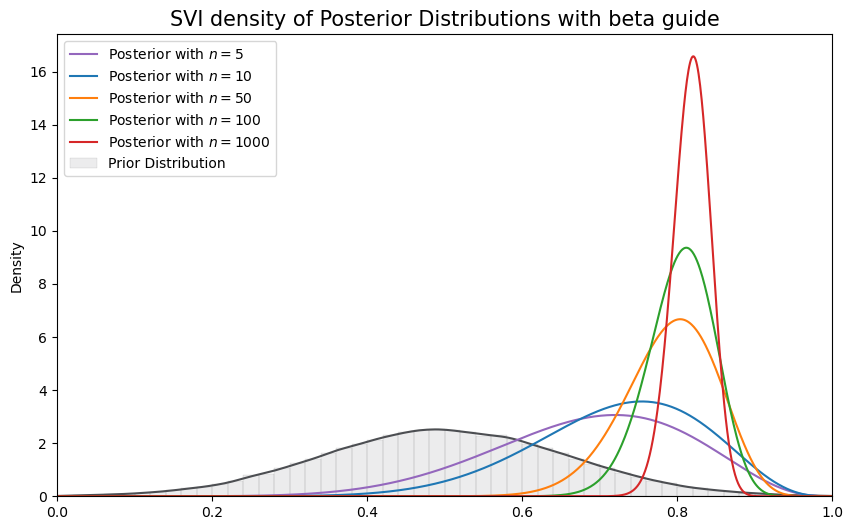 SVI density of Posterior Distributions with beta guide
Posterior with n = 5
Posterior with n = 10
Posterior with n = 50
Posterior with n = 100
Posterior with n = 1000
Prior Distribution
Density
16
14
12
10
8
6
4
2
0
0.0 0.2 0.4 0.6 0.8 1.0